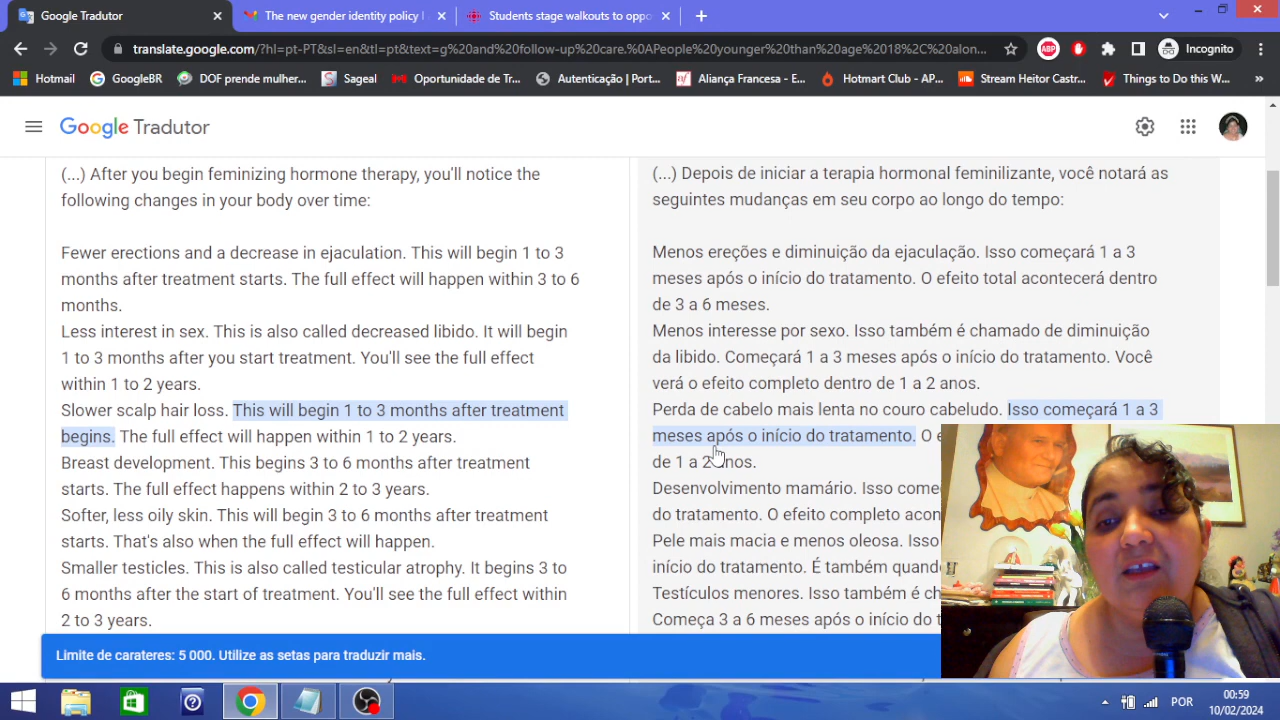 Google Tradutor
The new gender identity policy I
Students stage walkouts to oppo
translate.google.com/?hl=pt-PT&sl=en&tl=pt&text=g%20and%20follow-up%20care.%0APeople%20younger%20than%20age%2018%2C%20alon...
ABP
Incognito
Hotmail
GoogleBR
DOF prende mulher...
Sageal
Oportunidade de Tr...
Autenticação | Port...
Aliança Francesa - E...
Hotmart Club - AP...
Stream Heitor Castr...
Things to Do this W...
»
Google Tradutor
(...) After you begin feminizing hormone therapy, you'll notice the
following changes in your body over time:
Fewer erections and a decrease in ejaculation. This will begin 1 to 3
months after treatment starts. The full effect will happen within 3 to 6
months.
Less interest in sex. This is also called decreased libido. It will begin
1 to 3 months after you start treatment. You'll see the full effect
within 1 to 2 years.
Slower scalp hair loss. This will begin 1 to 3 months after treatment
begins. The full effect will happen within 1 to 2 years.
Breast development. This begins 3 to 6 months after treatment
starts. The full effect happens within 2 to 3 years.
Softer, less oily skin. This will begin 3 to 6 months after treatment
starts. That's also when the full effect will happen.
Smaller testicles. This is also called testicular atrophy. It begins 3 to
6 months after the start of treatment. You'll see the full effect within
2 to 3 years.
(...) Depois de iniciar a terapia hormonal feminilizante, você notará as
seguintes mudanças em seu corpo ao longo do tempo:
Menos ereções e diminuição da ejaculação. Isso começará 1 a 3
meses após o início do tratamento. O efeito total acontecerá dentro
de 3 a 6 meses.
Menos interesse por sexo. Isso também é chamado de diminuição
da libido. Começará 1 a 3 meses após o início do tratamento. Você
verá o efeito completo dentro de 1 a 2 anos.
Perda de cabelo mais lenta no couro cabeludo. Isso começará 1 a 3
meses após o início do tratamento. O e
de 1 a 2 anos.
Desenvolvimento mamário. Isso come
do tratamento. O efeito completo acon
Pele mais macia e menos oleosa. Isso
início do tratamento. É também quand
Testículos menores. Isso também é ch
Começa 3 a 6 meses após o início do t
Limite de carateres: 5 000. Utilize as setas para traduzir mais.
POR
00:59
10/02/2024